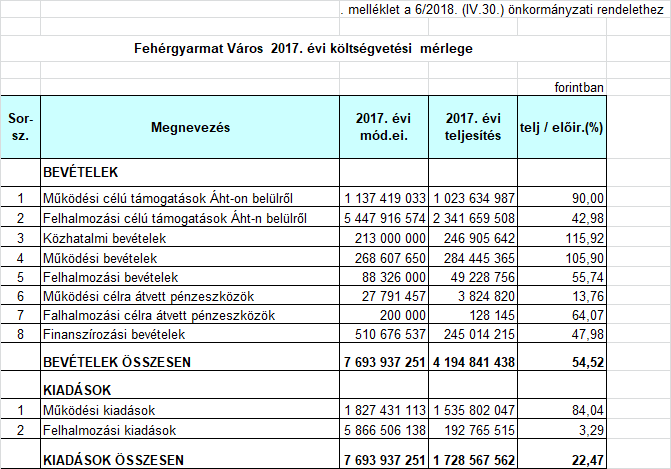 . melléklet a 6/2018. (IV.30.) önkormányzati rendelethez
Fehérgyarmat Város 2017. évi költségvetési mérlege
forintban
Sor-sz. Megnevezés 2017. évi mód.ei. 2017. évi teljesítés telj / előir.(%)
BEVÉTELEK
1 Működési célú támogatások Áht-on belülről 1 137 419 033 1 023 634 987 90,00
2 Felhalmozási célú támogatások Áht-n belülről 5 447 916 574 2 341 659 508 42,98
3 Közhatalmi bevételek 213 000 000 246 905 642 115,92
4 Működési bevételek 268 607 650 284 445 365 105,90
5 Felhalmozási bevételek 88 326 000 49 228 756 55,74
6 Működési célra átvett pénzeszközök 27 791 457 3 824 820 13,76
7 Falhalmozási célra átvett pénzeszközök 200 000 128 145 64,07
8 Finanszírozási bevételek 510 676 537 245 014 215 47,98
BEVÉTELEK ÖSSZESEN 7 693 937 251 4 194 841 438 54,52
KIADÁSOK
1 Működési kiadások 1 827 431 113 1 535 802 047 84,04
2 Felhalmozási kiadások 5 866 506 138 192 765 515 3,29
KIADÁSOK ÖSSZESEN 7 693 937 251 1 728 567 562 22,47